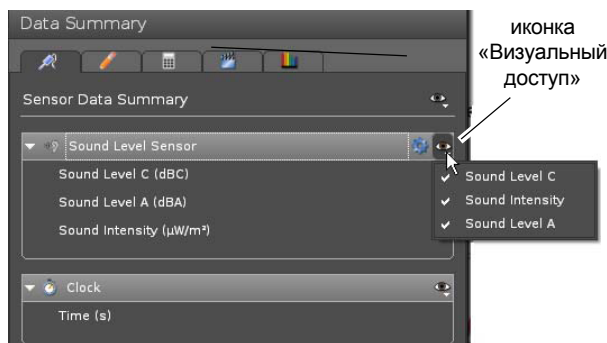 Data Summary
иконка
«Визуальный
доступ»
Sensor Data Summary
Sound Level Sensor
Sound Level C (dBC)
Sound Level A (dBA)
Sound Intensity (µW/m²)
Sound Level C
Sound Intensity
Sound Level A
Clock
Time (s)